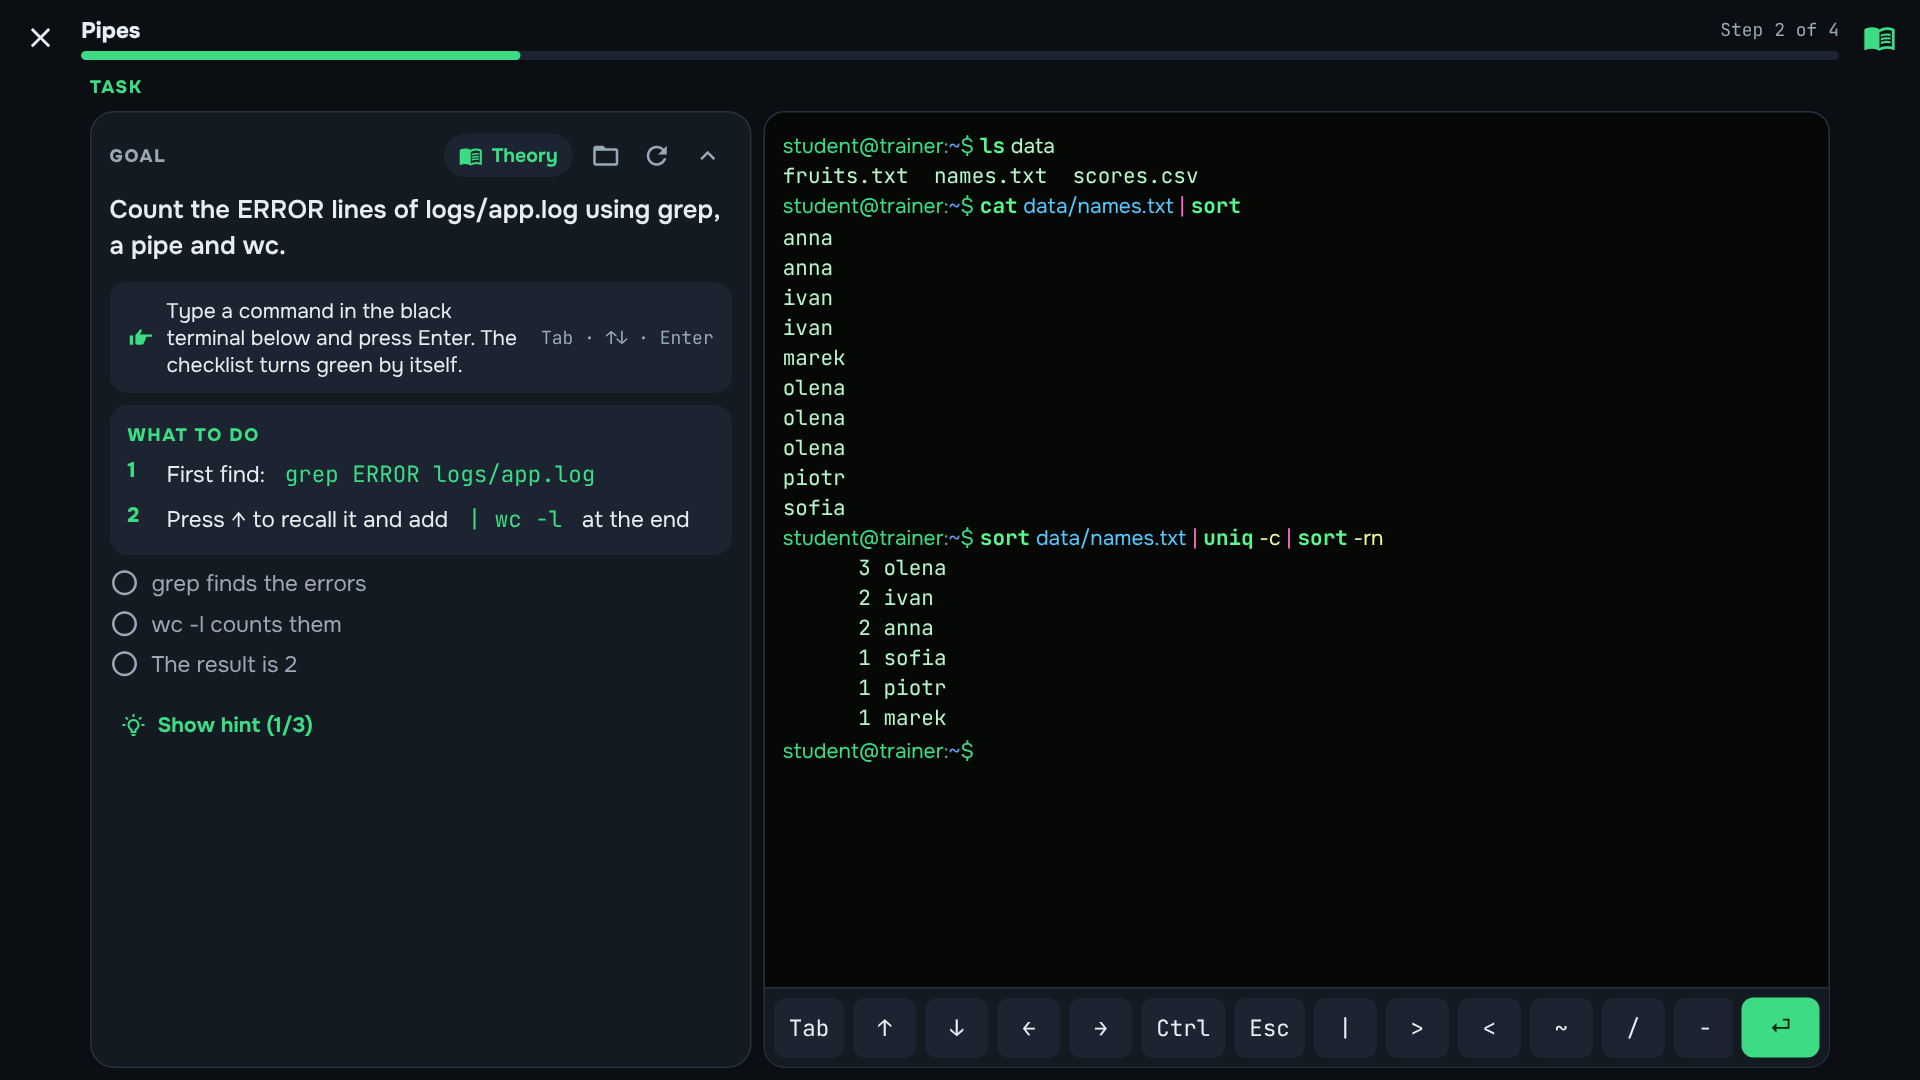 Pipes
Step 2 of 4
TASK
GOAL
Theory
Count the ERROR lines of logs/app.log using grep,
a pipe and wc.
Type a command in the black
terminal below and press Enter. The
checklist turns green by itself.
Tab · ↑↓ · Enter
WHAT TO DO
1 First find: grep ERROR logs/app.log
2 Press ↑ to recall it and add | wc -l at the end
grep finds the errors
wc -l counts them
The result is 2
Show hint (1/3)
student@trainer:~$ ls data
fruits.txt  names.txt  scores.csv
student@trainer:~$ cat data/names.txt | sort
anna
anna
ivan
ivan
marek
olena
olena
olena
piotr
sofia
student@trainer:~$ sort data/names.txt | uniq -c | sort -rn
      3 olena
      2 ivan
      2 anna
      1 sofia
      1 piotr
      1 marek
student@trainer:~$
Tab ↑ ↓ ← → Ctrl Esc | > < ~ / - ↵